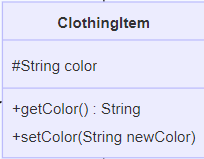 ClothingItem
#String color
+getColor() : String
+setColor(String newColor)